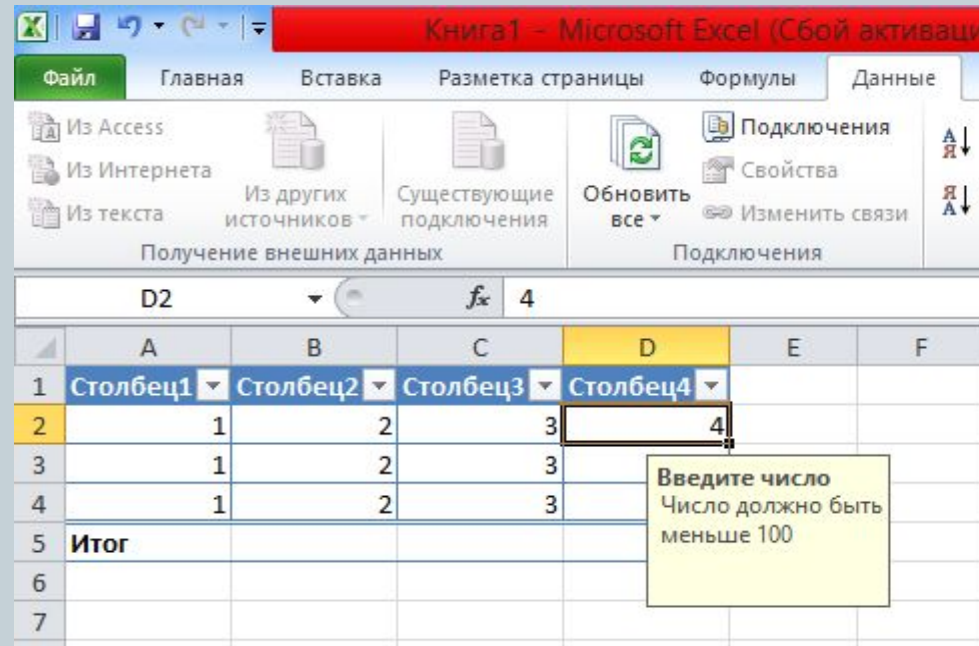 Книга1 - Microsoft Excel (Сбой активаци
Файл Главная Вставка Разметка страницы Формулы Данные
Из Access
Из Интернета
Из текста
Из других источников
Существующие подключения
Получение внешних данных
Обновить все
Подключения
Свойства
Изменить связи
Подключения
А
Я
Я
А
D2 fx 4
A B C D E F
1 Столбец1 Столбец2 Столбец3 Столбец4
2 1 2 3 4
3 1 2 3
4 1 2 3
5 Итог
6
7
Введите число
Число должно быть
меньше 100